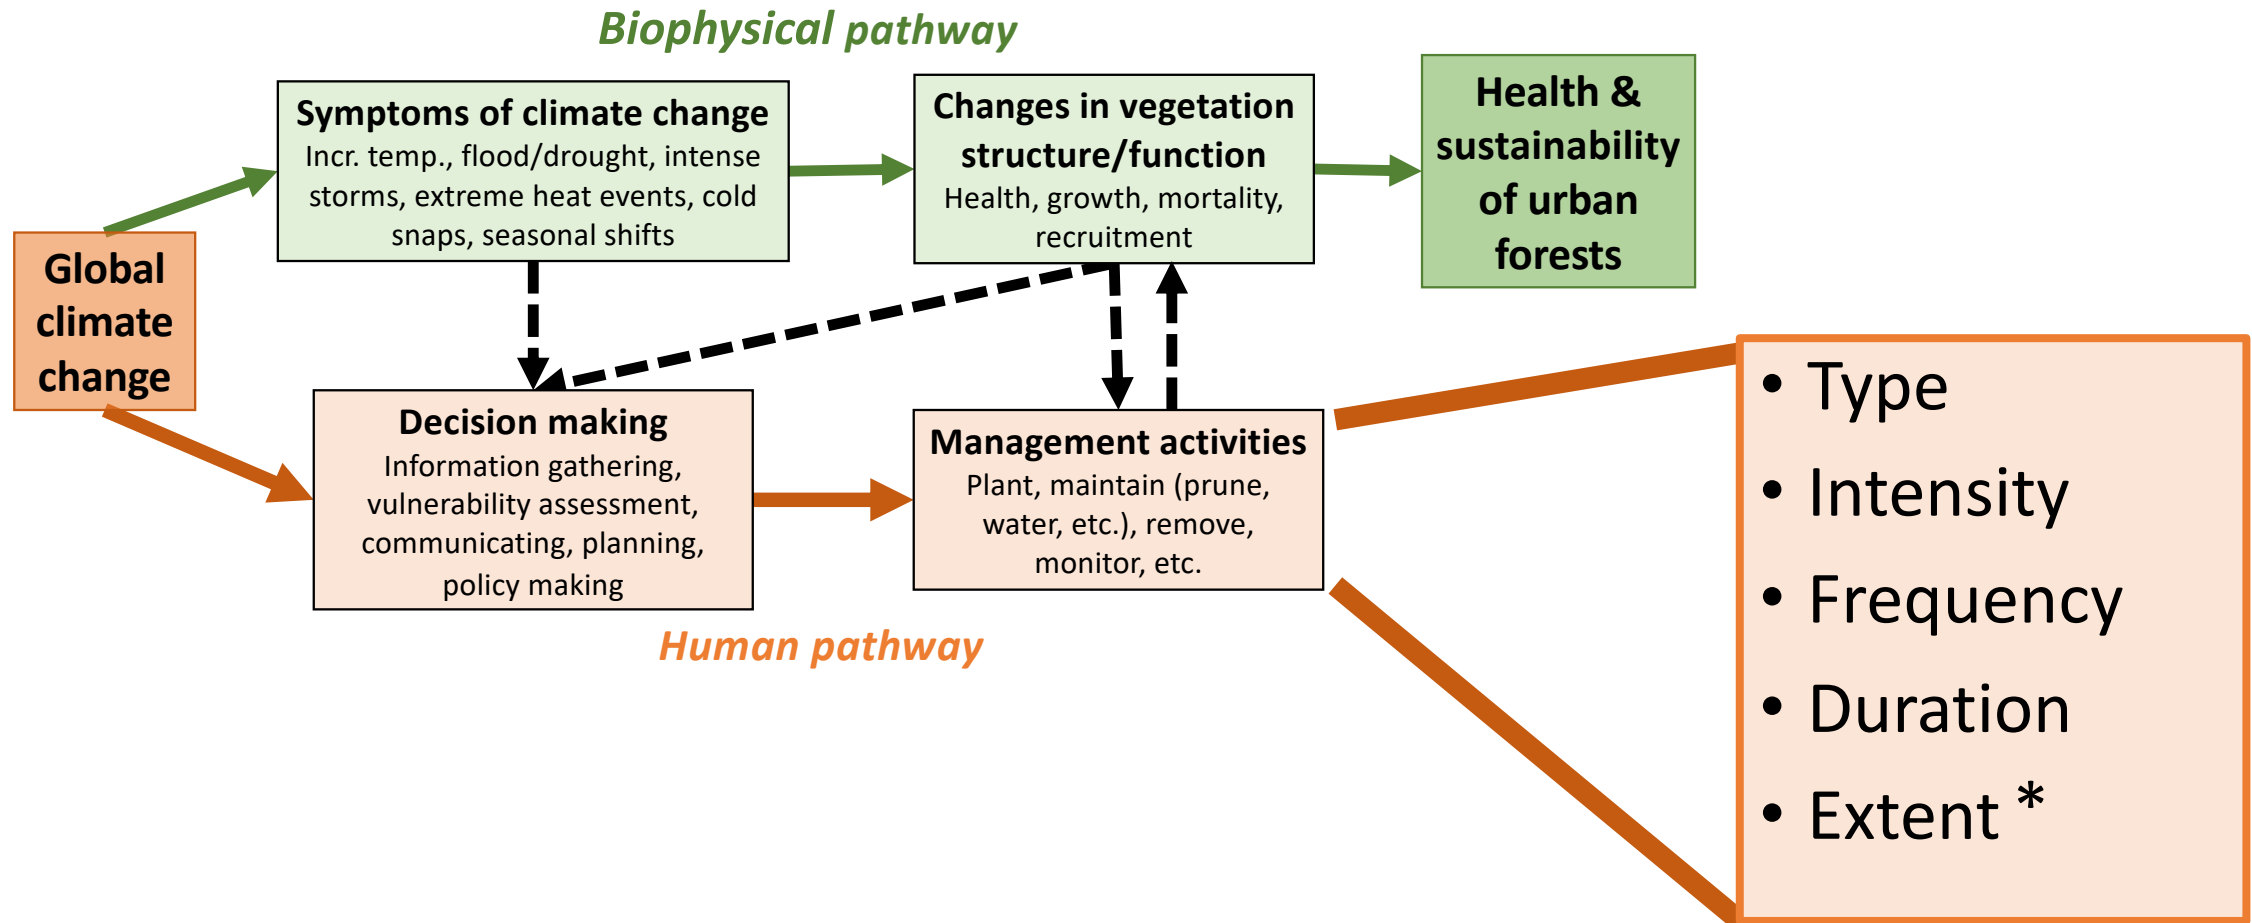 Biophysical pathway
Symptoms of climate change
Incr. temp., flood/drought, intense
storms, extreme heat events, cold
snaps, seasonal shifts
Changes in vegetation
structure/function
Health, growth, mortality,
recruitment
Health &
sustainability
of urban
forests
Global
climate
change
Decision making
Information gathering,
vulnerability assessment,
communicating, planning,
policy making
Management activities
Plant, maintain (prune,
water, etc.), remove,
monitor, etc.
Human pathway
• Type
• Intensity
• Frequency
• Duration
• Extent *